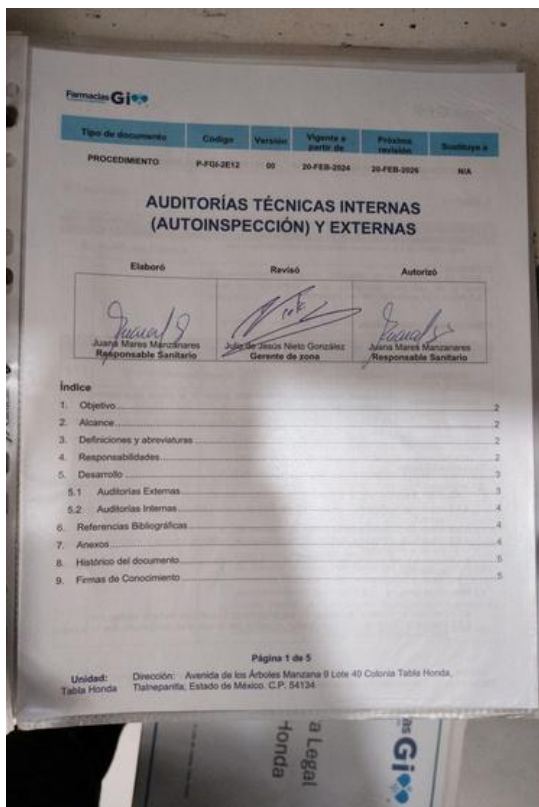 Farmacias Gi
Tipo de documento Código Versión Vigente a partir de Próxima revisión Sustituye a
PROCEDIMIENTO P-FGI-2E12 00 20-FEB-2024 20-FEB-2026 N/A
AUDITORÍAS TÉCNICAS INTERNAS
(AUTOINSPECCIÓN) Y EXTERNAS
Elaboró Revisó Autorizó
Juana Mares Manzanares Julio de Jesús Nieto González Juana Mares Manzanares
Responsable Sanitario Gerente de zona Responsable Sanitario
Índice
1. Objetivo 2
2. Alcance 2
3. Definiciones y abreviaturas 2
4. Responsabilidades 2
5. Desarrollo 3
5.1 Auditorías Externas 3
5.2 Auditorías Internas 4
6. Referencias Bibliográficas 4
7. Anexos 4
8. Histórico del documento 5
9. Firmas de Conocimiento 5
Página 1 de 5
Unidad: Dirección: Avenida de los Árboles Manzana 9 Lote 40 Colonia Tabla Honda,
Tabla Honda Tlalnepantla, Estado de México. C.P. 54134
as Gi
a Legal
Honda